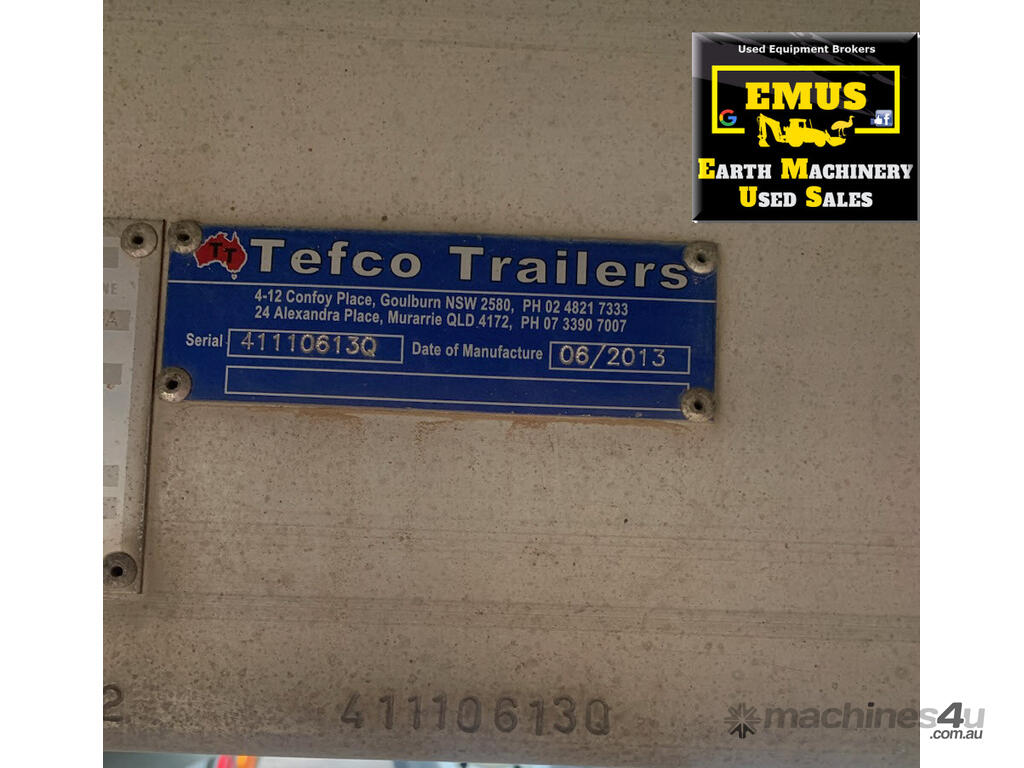 Used Equipment Brokers
EMUS
EARTH MACHINERY
USED SALES
TT
Tefco Trailers
4-12 Confoy Place, Goulburn NSW 2580, PH 02 4821 7333
24 Alexandra Place, Murarrie QLD 4172, PH 07 3390 7007
Serial 41110613Q Date of Manufacture 06/2013
2 41110613Q
machines4u
.com.au